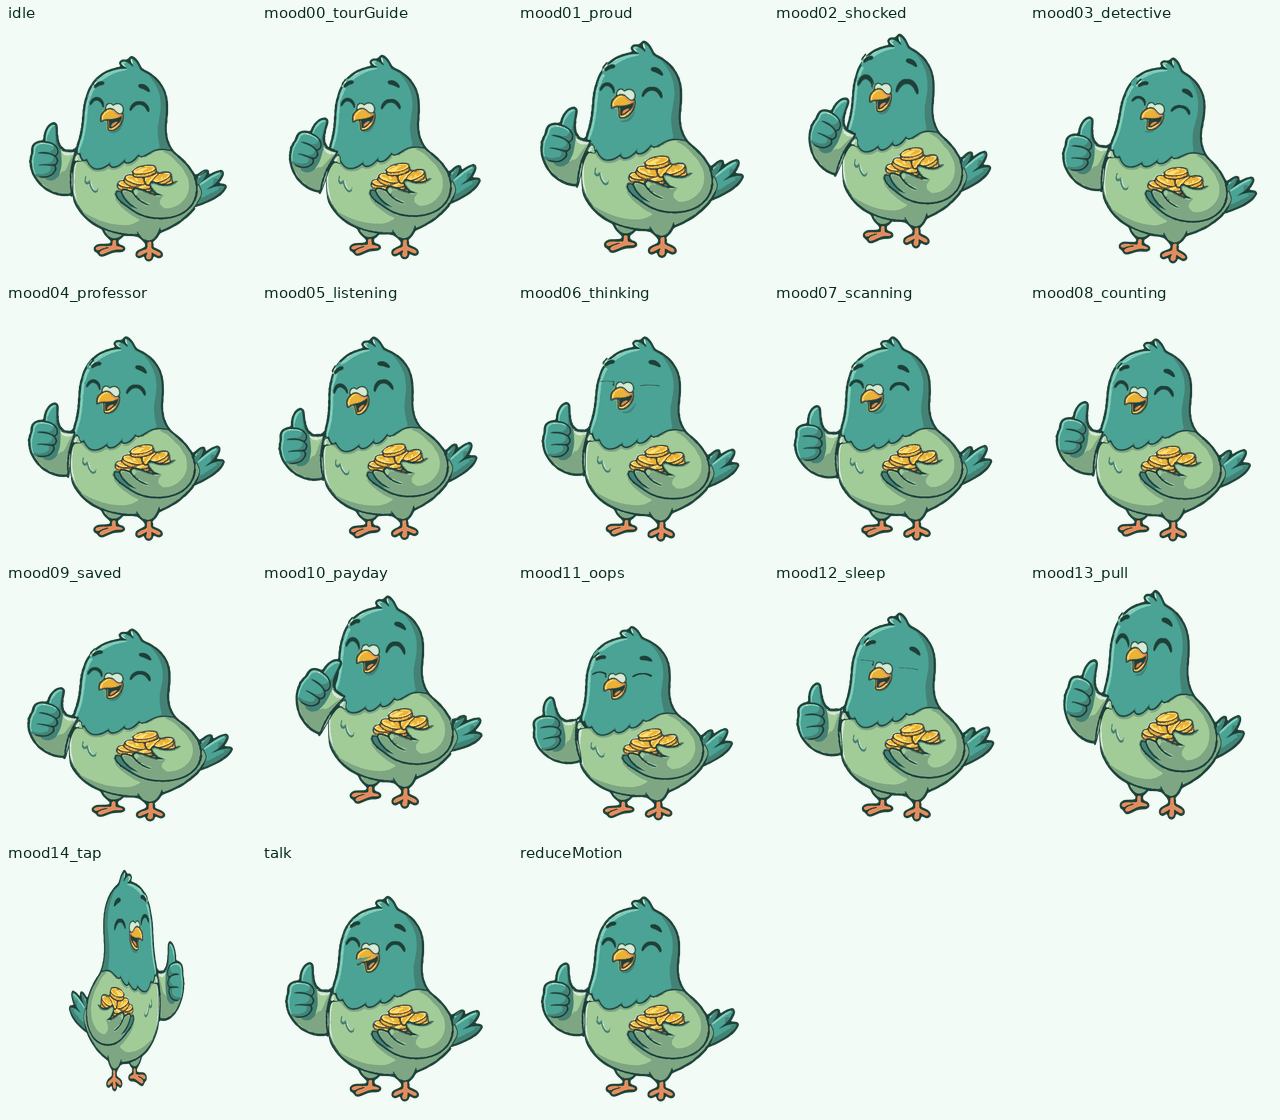 idle
mood00_tourGuide
mood01_proud
mood02_shocked
mood03_detective
mood04_professor
mood05_listening
mood06_thinking
mood07_scanning
mood08_counting
mood09_saved
mood10_payday
mood11_oops
mood12_sleep
mood13_pull
mood14_tap
talk
reduceMotion